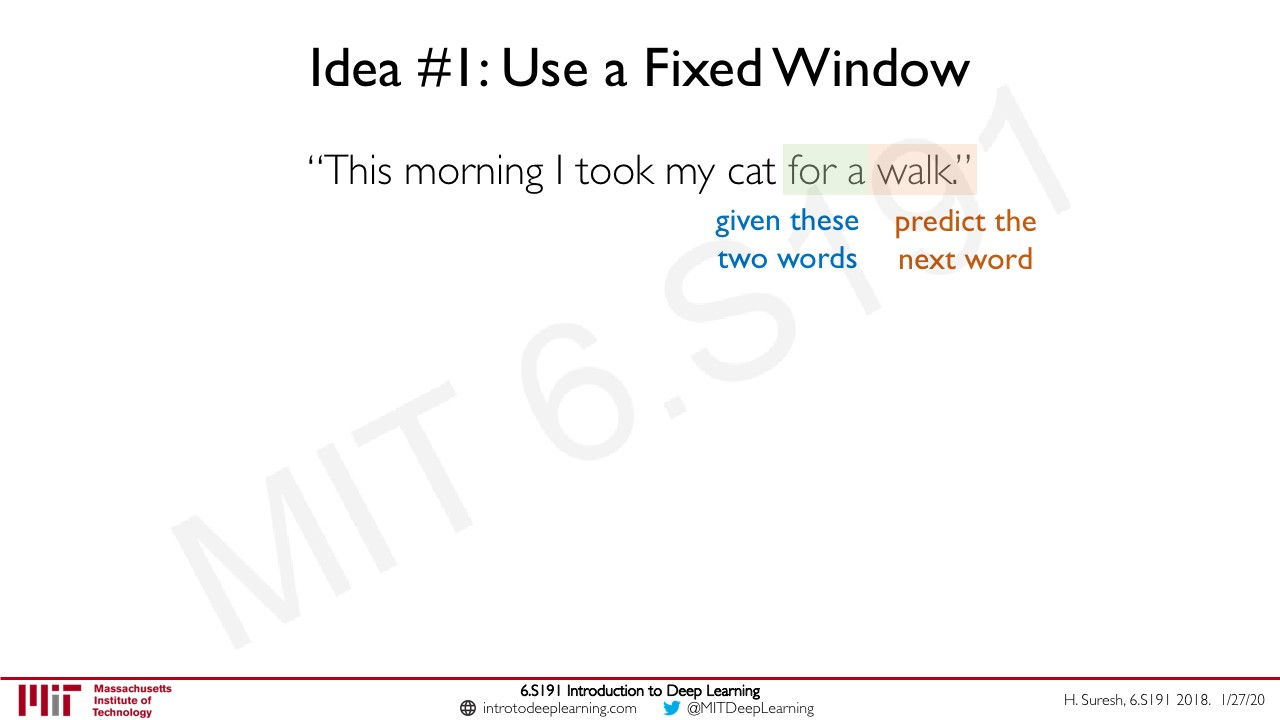 Idea #1: Use a Fixed Window
“This morning I took my cat for a walk.”
given these predict the
two words next word
MIT 6.S191
Massachusetts
Institute of
Technology
6.S191 Introduction to Deep Learning
introtodeeplearning.com @MITDeepLearning
H. Suresh, 6.S191 2018. 1/27/20